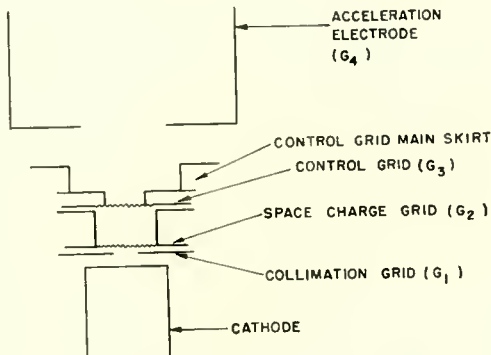 ACCELERATION
ELECTRODE
(G4)
CONTROL GRID MAIN SKIRT
CONTROL GRID (G3)
SPACE CHARGE GRID (G2)
COLLIMATION GRID (G1)
CATHODE